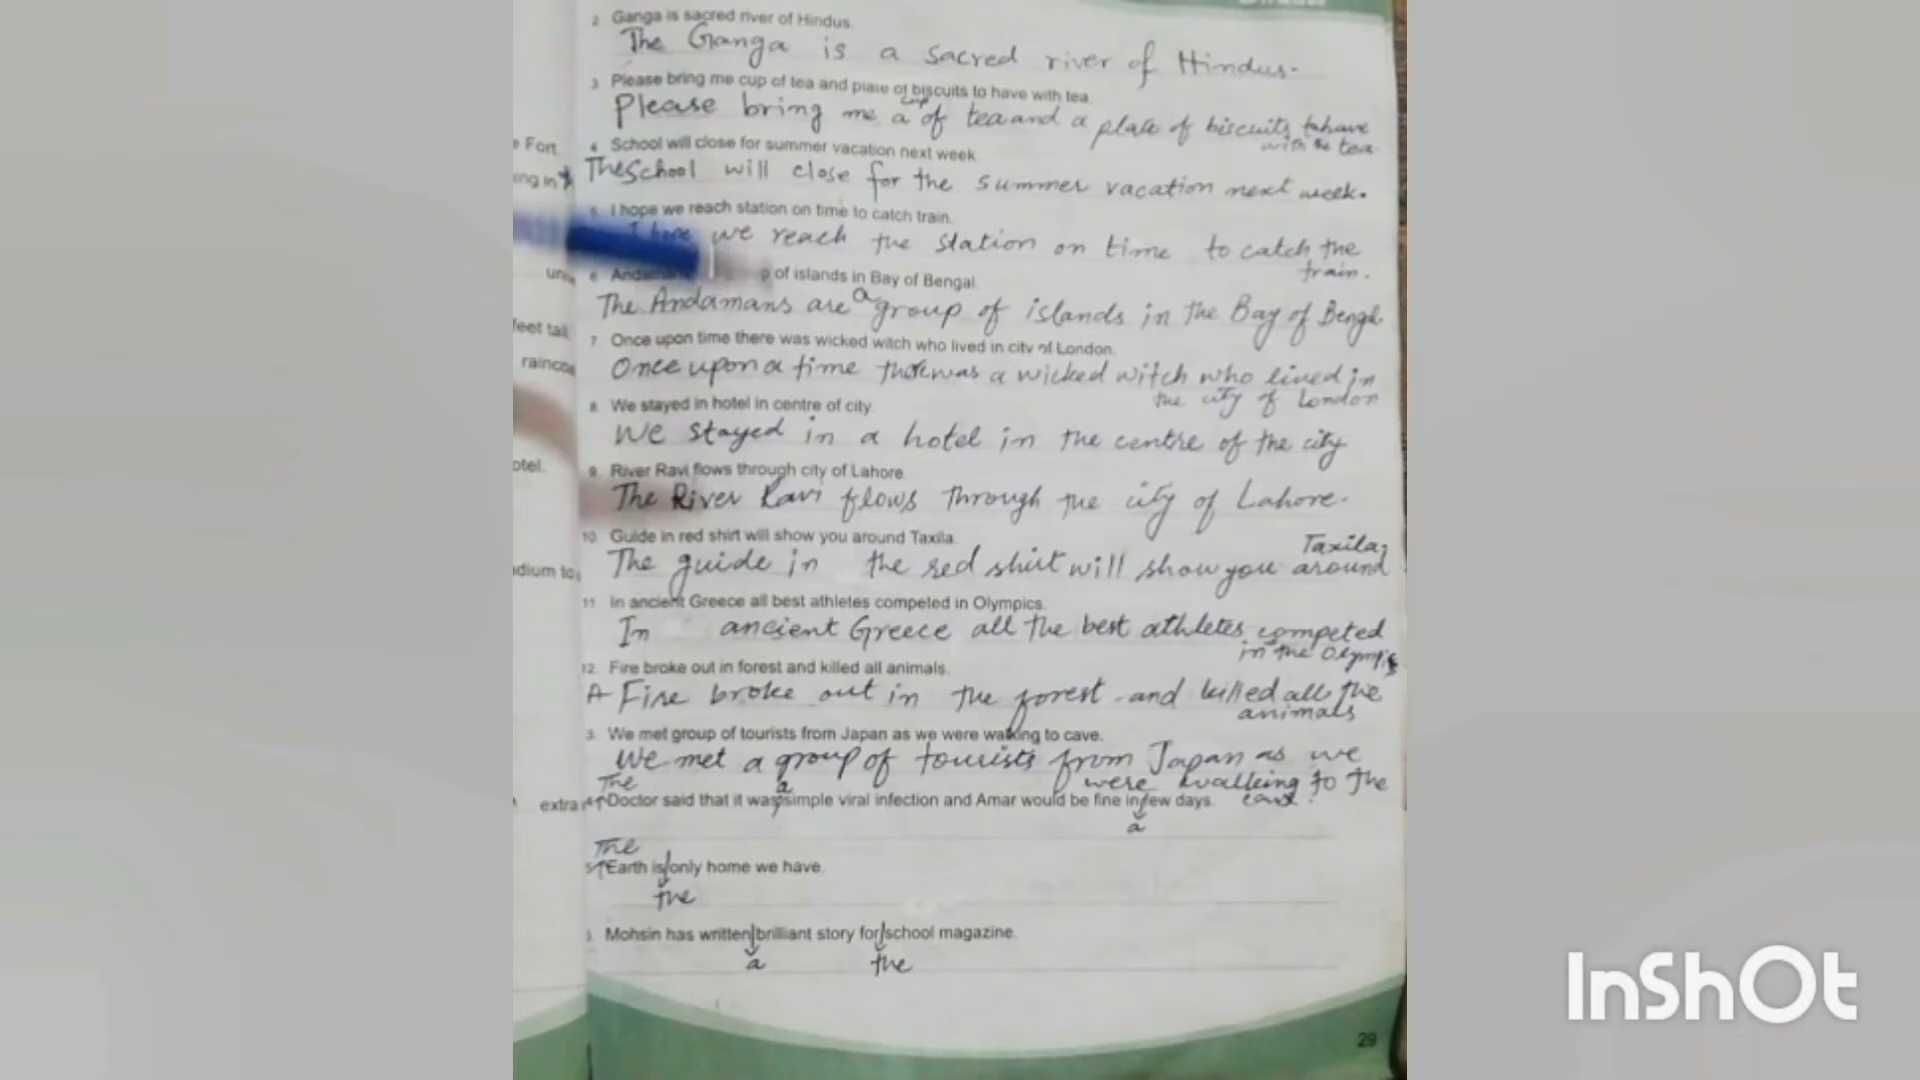 2 Ganga is sacred river of Hindus.
The Ganga is a sacred river of Hindus.
3 Please bring me cup of tea and plate of biscuits to have with tea.
cup
Please bring me a of tea and a plate of biscuits to have
with the tea
e Fort.
4 School will close for summer vacation next week.
ing in
The School will close for the summer vacation next week.
5 I hope we reach station on time to catch train.
I hope we reach the station on time to catch the
train.
6 of islands in Bay of Bengal.
The Andamans are a group of islands in the Bay of Bengal
feet tall
7 Once upon time there was wicked witch who lived in city of London.
Once upon a time there was a wicked witch who lived in
the city of London
8 We stayed in hotel in centre of city.
We stayed in a hotel in the centre of the city
otel.
9 River Ravi flows through city of Lahore.
The River Ravi flows through the city of Lahore.
10 Guide in red shirt will show you around Taxila.
Taxila,
The guide in the red shirt will show you around
dium to
11 In ancient Greece all best athletes competed in Olympics.
In ancient Greece all the best athletes competed
in the Olympics
12. Fire broke out in forest and killed all animals.
A Fire broke out in the forest and killed all the
animals
3. We met group of tourists from Japan as we were walking to cave.
We met a group of tourists from Japan as we
were walking to the
cave.
The a
extra
Doctor said that it was simple viral infection and Amar would be fine in few days.
a
The
5 Earth is only home we have.
the
Mohsin has written brilliant story for school magazine.
a the
29
InShOt